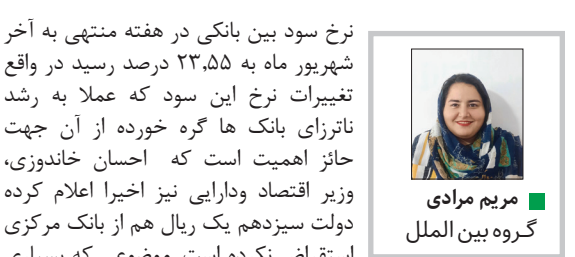 نرخ سود بین بانکی در هفته منتهی به آخر
شهریور ماه به ۲۳٫۵۵ درصد رسید در واقع
تغییرات نرخ این سود که عملا به رشد
ناترازی بانک ها گره خورده از آن جهت
حائز اهمیت است که احسان خاندوزی،
وزیر اقتصاد ودارایی نیز اخیرا اعلام کرده
دولت سیزدهم یک ریال هم از بانک مرکزی
مریم مرادی
گروه بین الملل